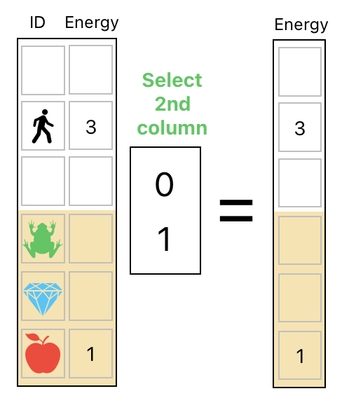 ID Energy
Energy
Select
2nd
column
3
0
1
=
3
1
1